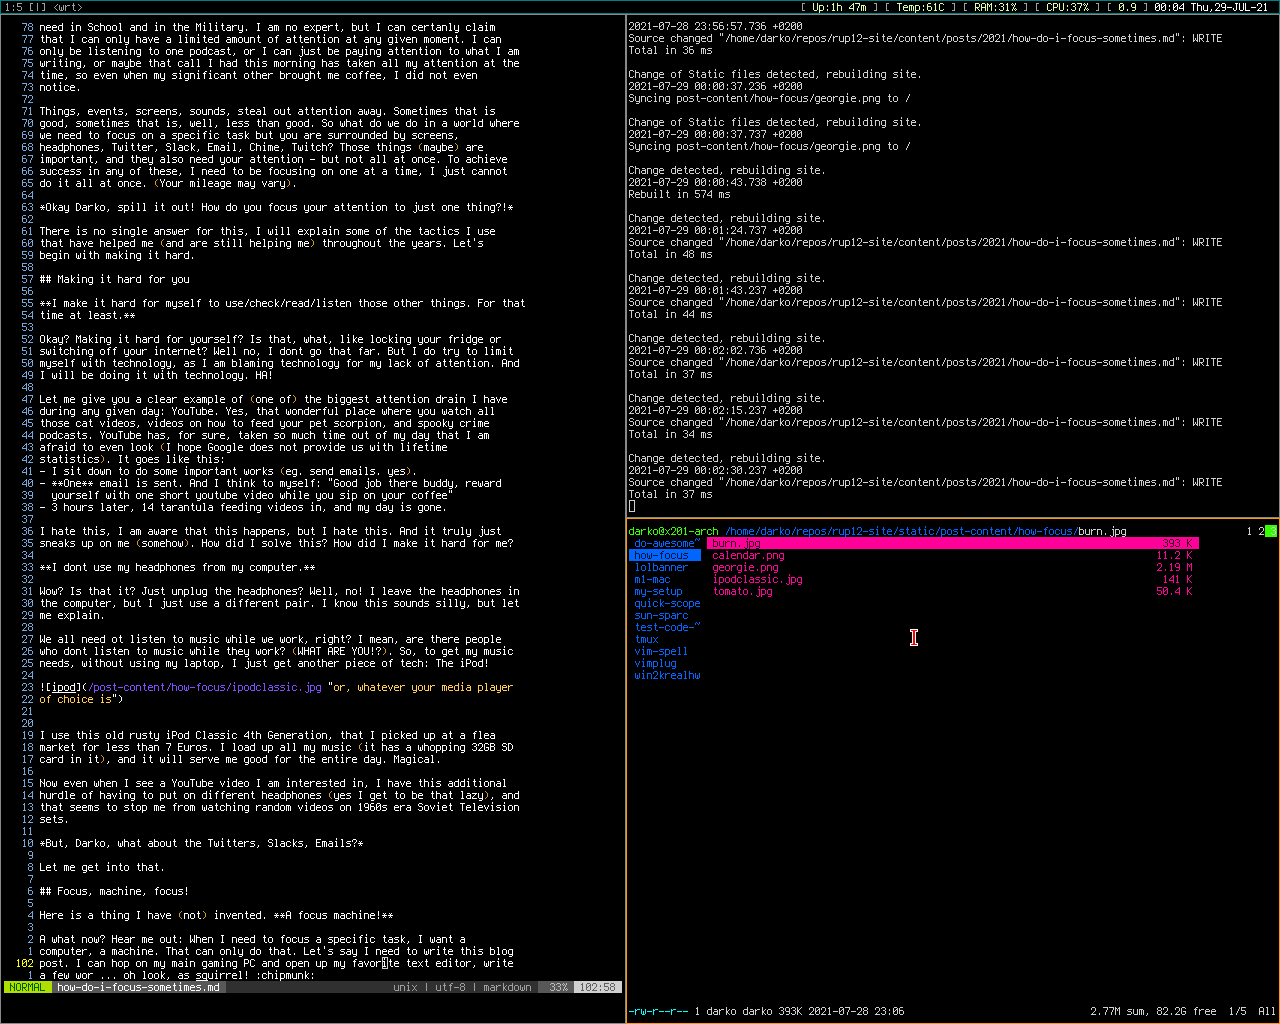 1:5 [|] <wrt>
[ Up:1h 47m ] [ Temp:61C ] [ RAM:31% ] [ CPU:37% ] [ 0.9 ] 00:04 Thu,29-JUL-21
78 need in School and in the Military. I am no expert, but I can certanly claim
77 that I can only have a limited amount of attention at any given moment. I can
76 only be listening to one podcast, or I can just be paying attention to what I am
75 writing, or maybe that call I had this morning has taken all my attention at the
74 time, so even when my significant other brought me coffee, I did not even
73 notice.
72
71 Things, events, screens, sounds, steal out attention away. Sometimes that is
70 good, sometimes that is, well, less than good. So what do we do in a world where
69 we need to focus on a specific task but you are surrounded by screens,
68 headphones, Twitter, Slack, Email, Chime, Twitch? Those things (maybe) are
67 important, and they also need your attention - but not all at once. To achieve
66 success in any of these, I need to be focusing on one at a time, I just cannot
65 do it all at once. (Your mileage may vary).
64
63 *Okay Darko, spill it out! How do you focus your attention to just one thing?!*
62
61 There is no single answer for this, I will explain some of the tactics I use
60 that have helped me (and are still helping me) throughout the years. Let's
59 begin with making it hard.
58
57 ## Making it hard for you
56
55 **I make it hard for myself to use/check/read/listen those other things. For that
54 time at least.**
53
52 Okay? Making it hard for yourself? Is that, what, like locking your fridge or
51 switching off your internet? Well no, I dont go that far. But I do try to limit
50 myself with technology, as I am blaming technology for my lack of attention. And
49 I will be doing it with technology. HA!
48
47 Let me give you a clear example of (one of) the biggest attention drain I have
46 during any given day: YouTube. Yes, that wonderful place where you watch all
45 those cat videos, videos on how to feed your pet scorpion, and spooky crime
44 podcasts. YouTube has, for sure, taken so much time out of my day that I am
43 afraid to even look (I hope Google does not provide us with lifetime
42 statistics). It goes like this:
41 - I sit down to do some important works (eg. send emails. yes).
40 - **One** email is sent. And I think to myself: "Good job there buddy, reward
39   yourself with one short youtube video while you sip on your coffee"
38 - 3 hours later, 14 tarantula feeding videos in, and my day is gone.
37
36 I hate this, I am aware that this happens, but I hate this. And it truly just
35 sneaks up on me (somehow). How did I solve this? How did I make it hard for me?
34
33 **I dont use my headphones from my computer.**
32
31 Wow? Is that it? Just unplug the headphones? Well, no! I leave the headphones in
30 the computer, but I just use a different pair. I know this sounds silly, but let
29 me explain.
28
27 We all need ot listen to music while we work, right? I mean, are there people
26 who dont listen to music while they work? (WHAT ARE YOU!?). So, to get my music
25 needs, without using my laptop, I just get another piece of tech: The iPod!
24
23 ![ipod](/post-content/how-focus/ipodclassic.jpg "or, whatever your media player
22 of choice is")
21
20
19 I use this old rusty iPod Classic 4th Generation, that I picked up at a flea
18 market for less than 7 Euros. I load up all my music (it has a whopping 32GB SD
17 card in it), and it will serve me good for the entire day. Magical.
16
15 Now even when I see a YouTube video I am interested in, I have this additional
14 hurdle of having to put on different headphones (yes I get to be that lazy), and
13 that seems to stop me from watching random videos on 1960s era Soviet Television
12 sets.
11
10 *But, Darko, what about the Twitters, Slacks, Emails?*
9
8 Let me get into that.
7
6 ## Focus, machine, focus!
5
4 Here is a thing I have (not) invented. **A focus machine!**
3
2 A what now? Hear me out: When I need to focus a specific task, I want a
1 computer, a machine. That can only do that. Let's say I need to write this blog
102 post. I can hop on my main gaming PC and open up my favorite text editor, write
1 a few wor ... oh look, as squirrel! :chipmunk:
NORMAL how-do-i-focus-sometimes.md unix | utf-8 | markdown 33% 102:58
2021-07-28 23:56:57.736 +0200
Source changed "/home/darko/repos/rup12-site/content/posts/2021/how-do-i-focus-sometimes.md": WRITE
Total in 36 ms
Change of Static files detected, rebuilding site.
2021-07-29 00:00:37.236 +0200
Syncing post-content/how-focus/georgie.png to /
Change of Static files detected, rebuilding site.
2021-07-29 00:00:37.737 +0200
Syncing post-content/how-focus/georgie.png to /
Change detected, rebuilding site.
2021-07-29 00:00:43.738 +0200
Rebuilt in 574 ms
Change detected, rebuilding site.
2021-07-29 00:01:24.737 +0200
Source changed "/home/darko/repos/rup12-site/content/posts/2021/how-do-i-focus-sometimes.md": WRITE
Total in 48 ms
Change detected, rebuilding site.
2021-07-29 00:01:43.237 +0200
Source changed "/home/darko/repos/rup12-site/content/posts/2021/how-do-i-focus-sometimes.md": WRITE
Total in 44 ms
Change detected, rebuilding site.
2021-07-29 00:02:02.736 +0200
Source changed "/home/darko/repos/rup12-site/content/posts/2021/how-do-i-focus-sometimes.md": WRITE
Total in 37 ms
Change detected, rebuilding site.
2021-07-29 00:02:15.237 +0200
Source changed "/home/darko/repos/rup12-site/content/posts/2021/how-do-i-focus-sometimes.md": WRITE
Total in 34 ms
Change detected, rebuilding site.
2021-07-29 00:02:30.237 +0200
Source changed "/home/darko/repos/rup12-site/content/posts/2021/how-do-i-focus-sometimes.md": WRITE
Total in 37 ms
darko@x201-arch /home/darko/repos/rup12-site/static/post-content/how-focus/burn.jpg 1 2
do-awesome~ burn.jpg 393 K
how-focus calendar.png 11.2 K
lolbanner georgie.png 2.19 M
m1-mac ipodclassic.jpg 141 K
my-setup tomato.jpg 50.4 K
quick-scope
sun-sparc
test-code-~
tmux
vim-spell
vimplug
win2krealhw
-rw-r--r-- 1 darko darko 393K 2021-07-28 23:06 2.77M sum, 82.2G free 1/5 All